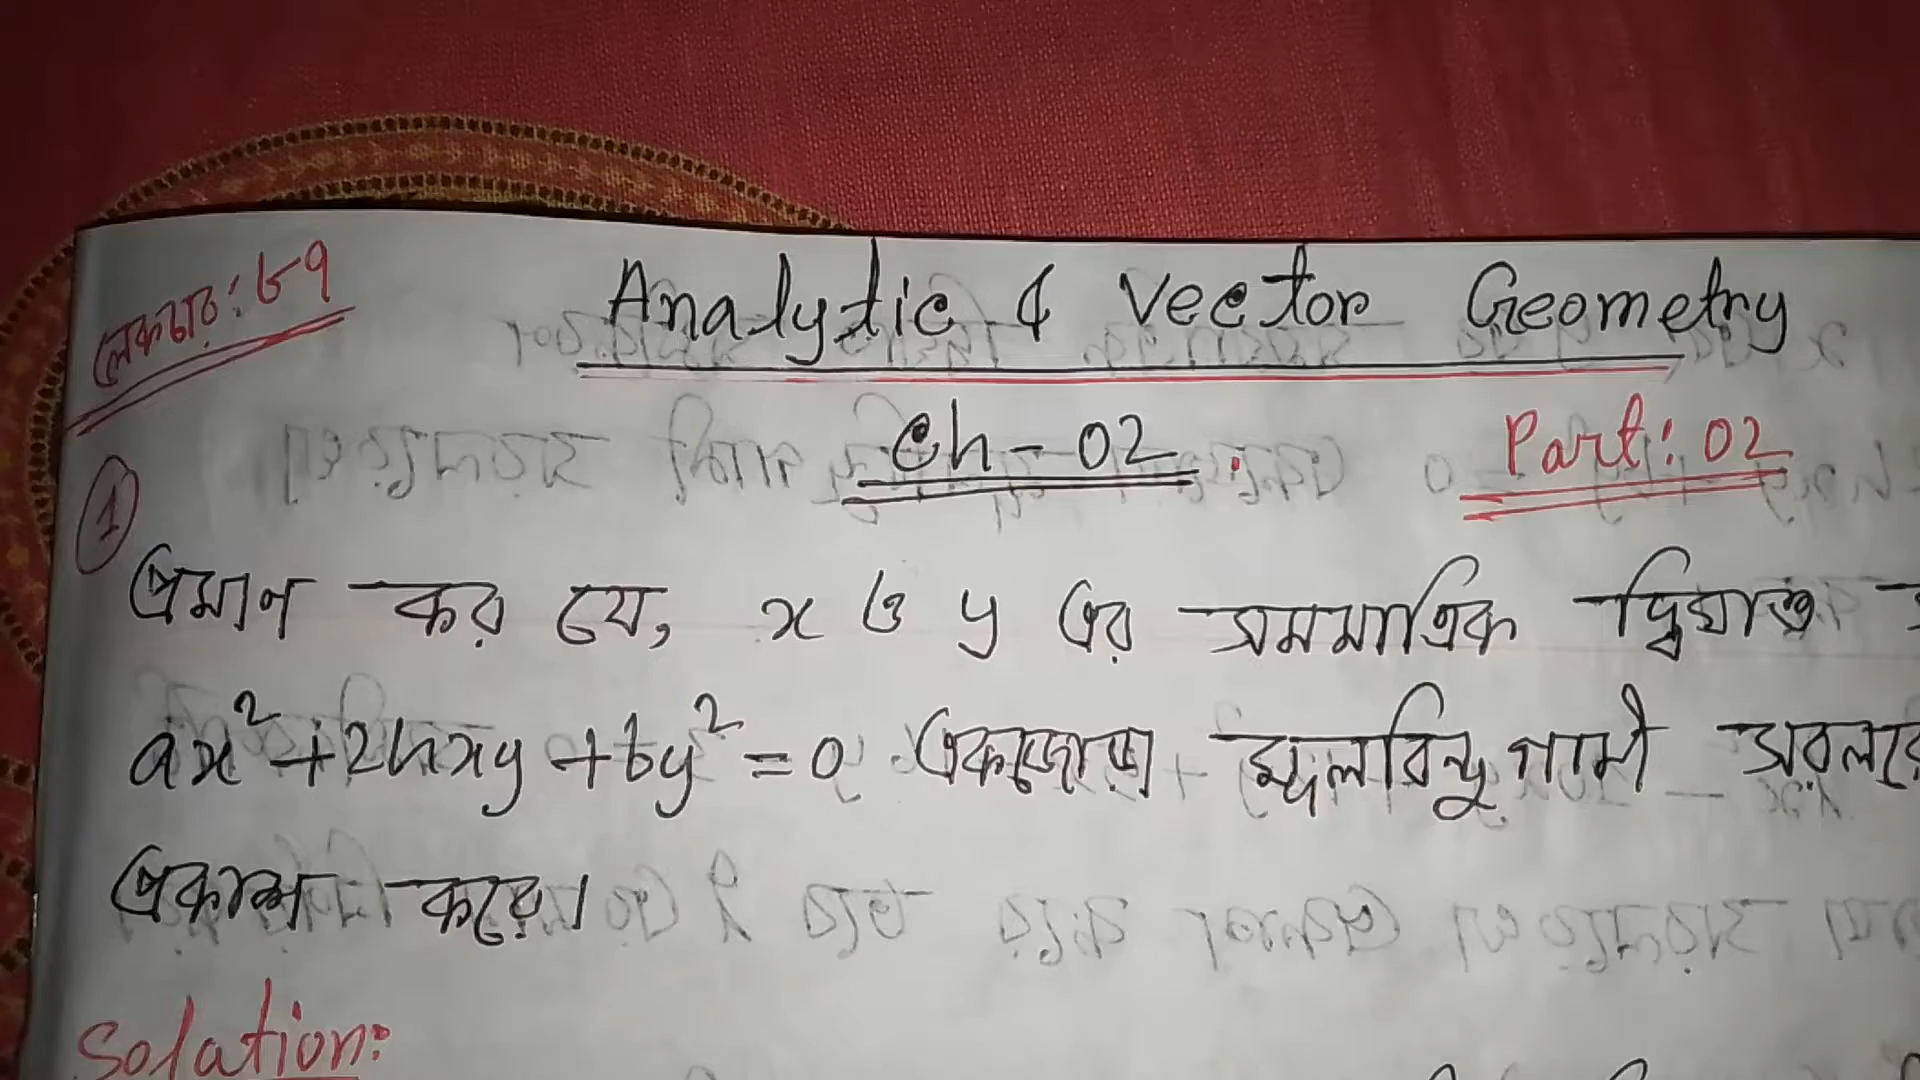 লেকচার: ৮৭
Analytic & Vector Geometry
Ch-02.
Part: 02
1
প্রমাণ কর যে, x ও y এর সমমাত্রিক দ্বিঘাত
ax²+2hxy+by²=0 একজোড়া মূলবিন্দু গামী সরলরে
প্রকাশ করে।
Solation: